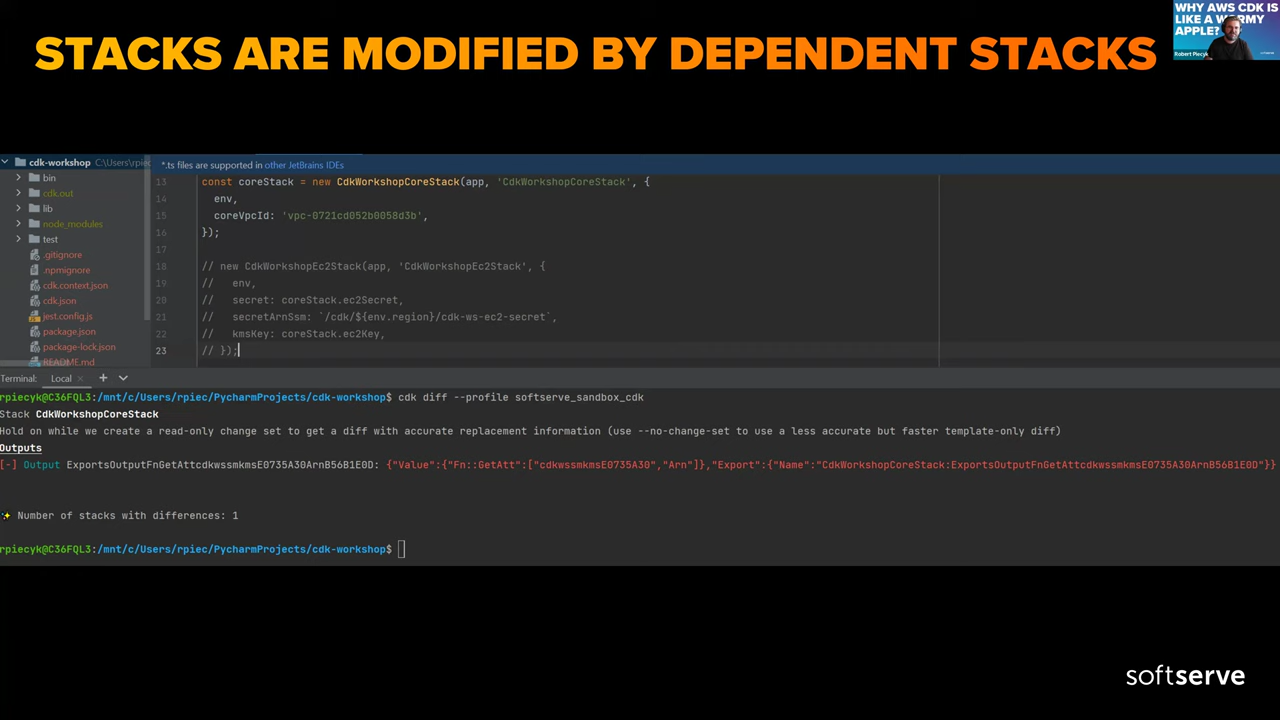 WHY AWS CDK IS
LIKE A WORMY
APPLE?
Robert Piecyk
STACKS ARE MODIFIED BY DEPENDENT STACKS
cdk-workshop C:\Users\rpiec
bin
cdk.out
lib
node_modules
test
.gitignore
.npmignore
cdk.context.json
cdk.json
jest.config.js
package.json
package-lock.json
README.md
*.ts files are supported in other JetBrains IDEs
13 const coreStack = new CdkWorkshopCoreStack(app, 'CdkWorkshopCoreStack', {
14 env,
15 coreVpcId: 'vpc-0721cd052b0058d3b',
16 });
17
18 // new CdkWorkshopEc2Stack(app, 'CdkWorkshopEc2Stack', {
19 // env,
20 // secret: coreStack.ec2Secret,
21 // secretArnSsm: `/cdk/${env.region}/cdk-ws-ec2-secret`,
22 // kmsKey: coreStack.ec2Key,
23 // });
Terminal: Local × +
rpiecyk@C36FQL3:/mnt/c/Users/rpiec/PycharmProjects/cdk-workshop$ cdk diff --profile softserve_sandbox_cdk
Stack CdkWorkshopCoreStack
Hold on while we create a read-only change set to get a diff with accurate replacement information (use --no-change-set to use a less accurate but faster template-only diff)
Outputs
[-] Output ExportsOutputFnGetAttcdkwssmkmsE0735A30ArnB56B1E0D: {"Value":{"Fn::GetAtt":["cdkwssmkmsE0735A30","Arn"]},"Export":{"Name":"CdkWorkshopCoreStack:ExportsOutputFnGetAttcdkwssmkmsE0735A30ArnB56B1E0D"}}
✨ Number of stacks with differences: 1
rpiecyk@C36FQL3:/mnt/c/Users/rpiec/PycharmProjects/cdk-workshop$
softserve